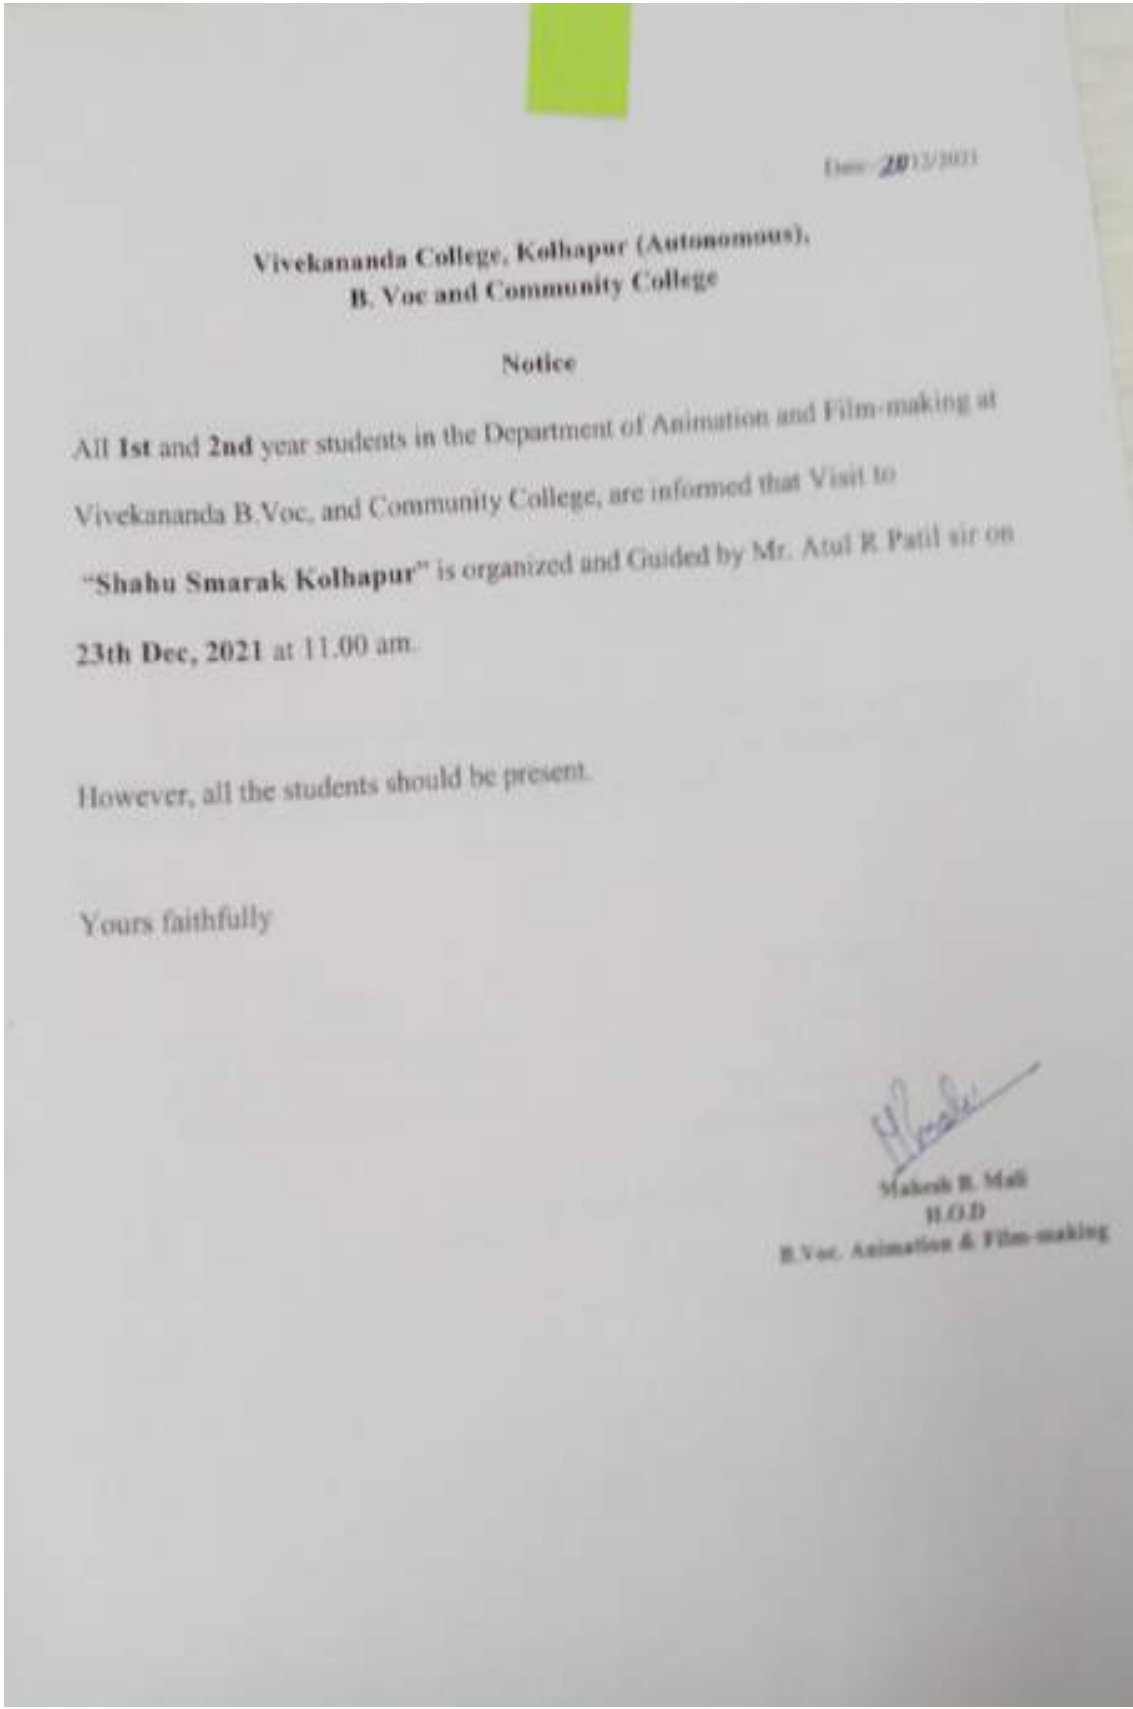 Date: 2012/2021
Vivekananda College, Kolhapur (Autonomous),
B. Voc and Community College
Notice
All 1st and 2nd year students in the Department of Animation and Film-making at
Vivekananda B.Voc, and Community College, are informed that Visit to
“Shahu Smarak Kolhapur” is organized and Guided by Mr. Atul R Patil sir on
23th Dec, 2021 at 11.00 am.
However, all the students should be present.
Yours faithfully
Mahesh R. Mali
H.O.D
B.Voc. Animation & Film-making